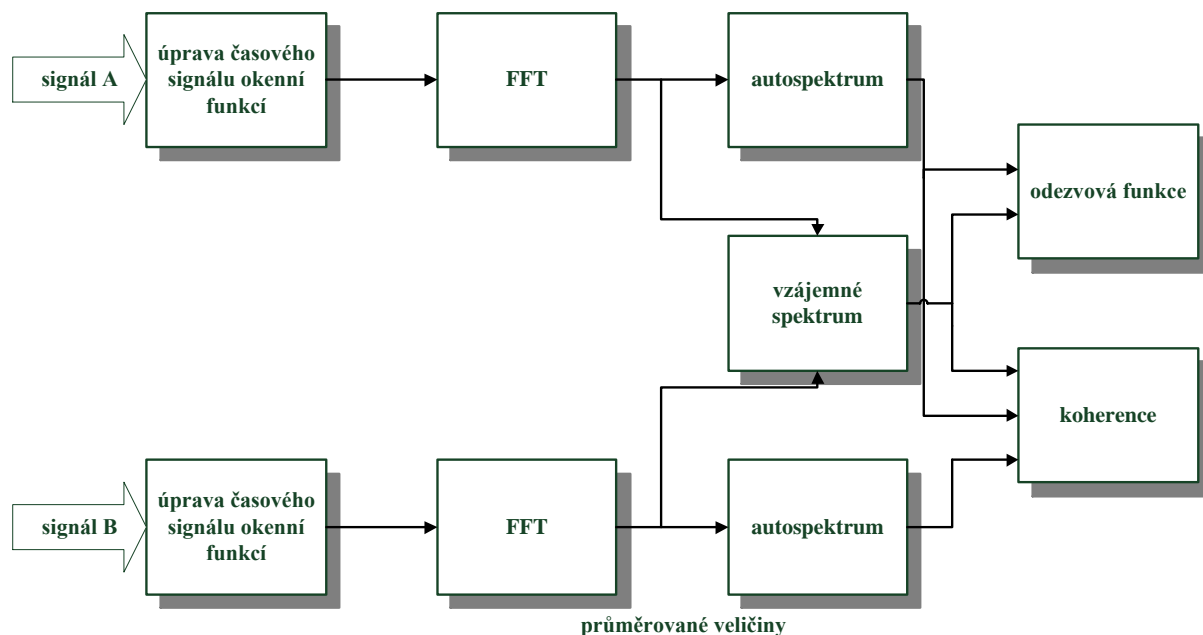 signál A
úprava časového
signálu okenní
funkcí
FFT
autospektrum
odezvová funkce
vzájemné
spektrum
koherence
signál B
úprava časového
signálu okenní
funkcí
FFT
autospektrum
průměrované veličiny